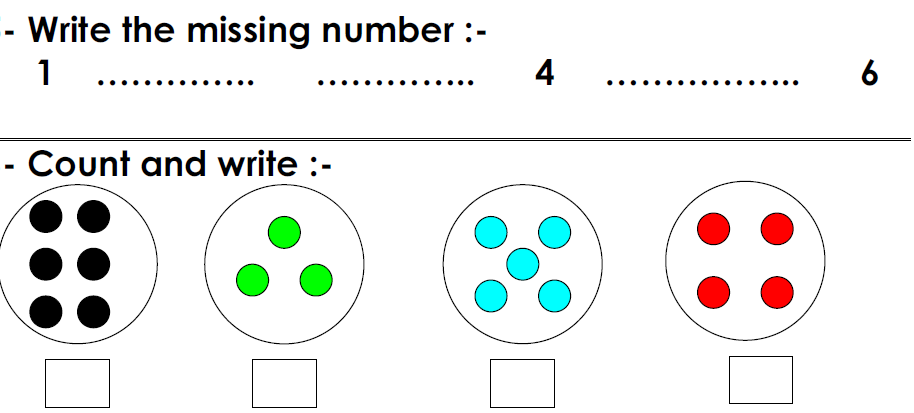 - Write the missing number :-
1 ………….. ………….. 4 …………….. 6
- Count and write :-